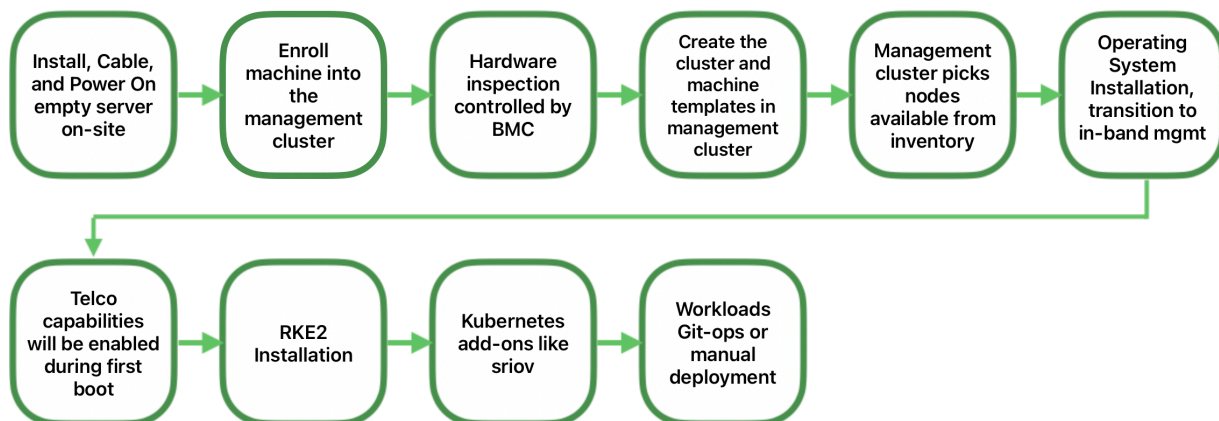 Install, Cable,
and Power On
empty server
on-site
Enroll
machine into
the
management
cluster
Hardware
inspection
controlled by
BMC
Create the
cluster and
machine
templates in
management
cluster
Management
cluster picks
nodes
available from
inventory
Operating
System
Installation,
transition to
in-band mgmt
Telco
capabilities
will be enabled
during first
boot
RKE2
Installation
Kubernetes
add-ons like
sriov
Workloads
Git-ops or
manual
deployment